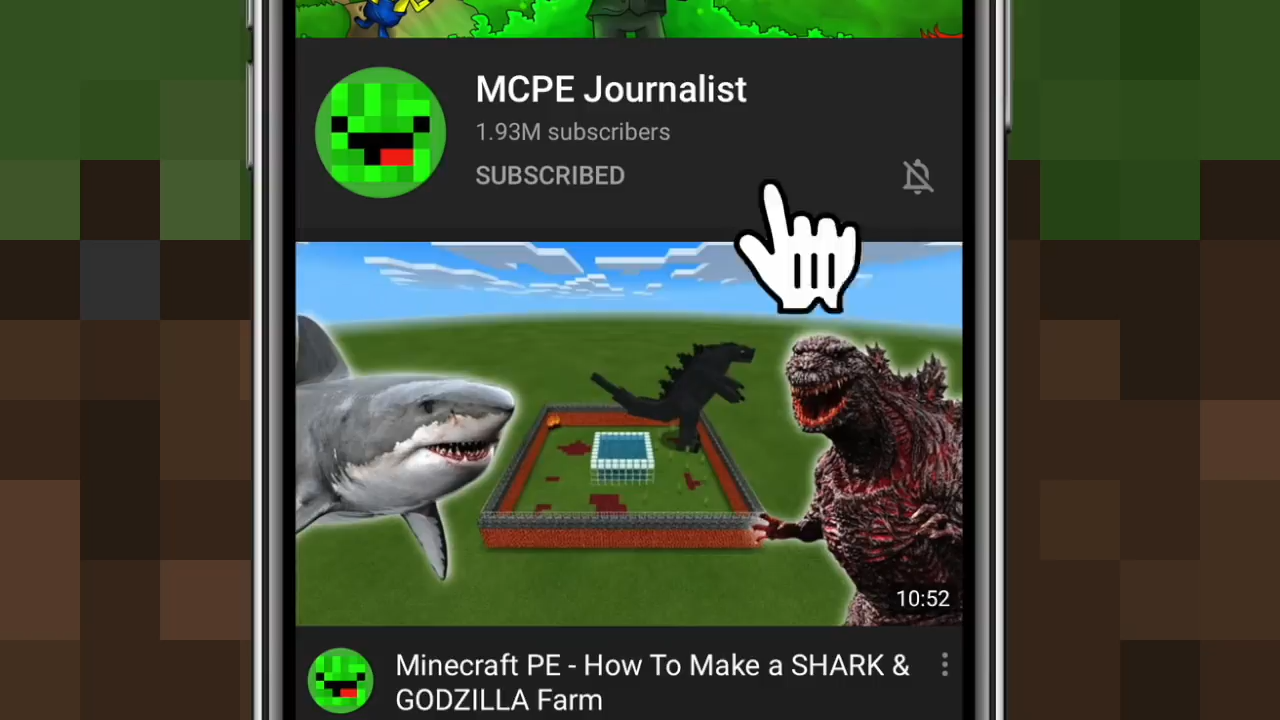 MCPE Journalist
1.93M subscribers
SUBSCRIBED
10:52
Minecraft PE - How To Make a SHARK &
GODZILLA Farm